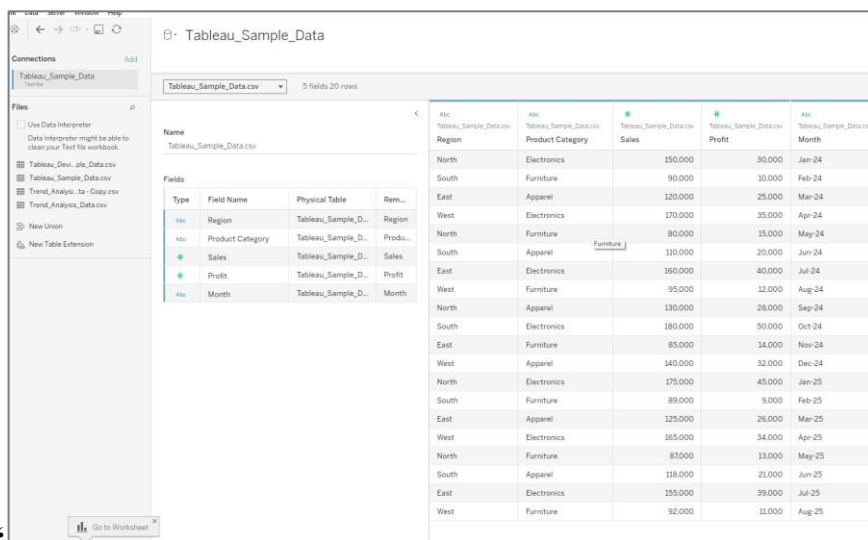 File Data Server Window Help
Tableau_Sample_Data
Connections Add
Tableau_Sample_Data
Text file
Tableau_Sample_Data.csv 5 fields 20 rows
Files
Use Data Interpreter
Data Interpreter might be able to
clean your Text file workbook.
Tableau_Devi...ple_Data.csv
Tableau_Sample_Data.csv
Trend_Analysi...ta - Copy.csv
Trend_Analysis_Data.csv
New Union
New Table Extension
Name
Tableau_Sample_Data.csv
Fields
Type Field Name Physical Table Rem...
Abc Region Tableau_Sample_D... Region
Abc Product Category Tableau_Sample_D... Produ...
# Sales Tableau_Sample_D... Sales
# Profit Tableau_Sample_D... Profit
Abc Month Tableau_Sample_D... Month
Abc Abc # # Abc
Tableau_Sample_Data.csv Tableau_Sample_Data.csv Tableau_Sample_Data.csv Tableau_Sample_Data.csv Tableau_Sample_Data.cs
Region Product Category Sales Profit Month
North Electronics 150,000 30,000 Jan-24
South Furniture 90,000 10,000 Feb-24
East Apparel 120,000 25,000 Mar-24
West Electronics 170,000 35,000 Apr-24
North Furniture 80,000 15,000 May-24
Furniture
South Apparel 110,000 20,000 Jun-24
East Electronics 160,000 40,000 Jul-24
West Furniture 95,000 12,000 Aug-24
North Apparel 130,000 28,000 Sep-24
South Electronics 180,000 50,000 Oct-24
East Furniture 85,000 14,000 Nov-24
West Apparel 140,000 32,000 Dec-24
North Electronics 175,000 45,000 Jan-25
South Furniture 89,000 9,000 Feb-25
East Apparel 125,000 26,000 Mar-25
West Electronics 165,000 34,000 Apr-25
North Furniture 87,000 13,000 May-25
South Apparel 118,000 21,000 Jun-25
East Electronics 155,000 39,000 Jul-25
West Furniture 92,000 11,000 Aug-25
Go to Worksheet